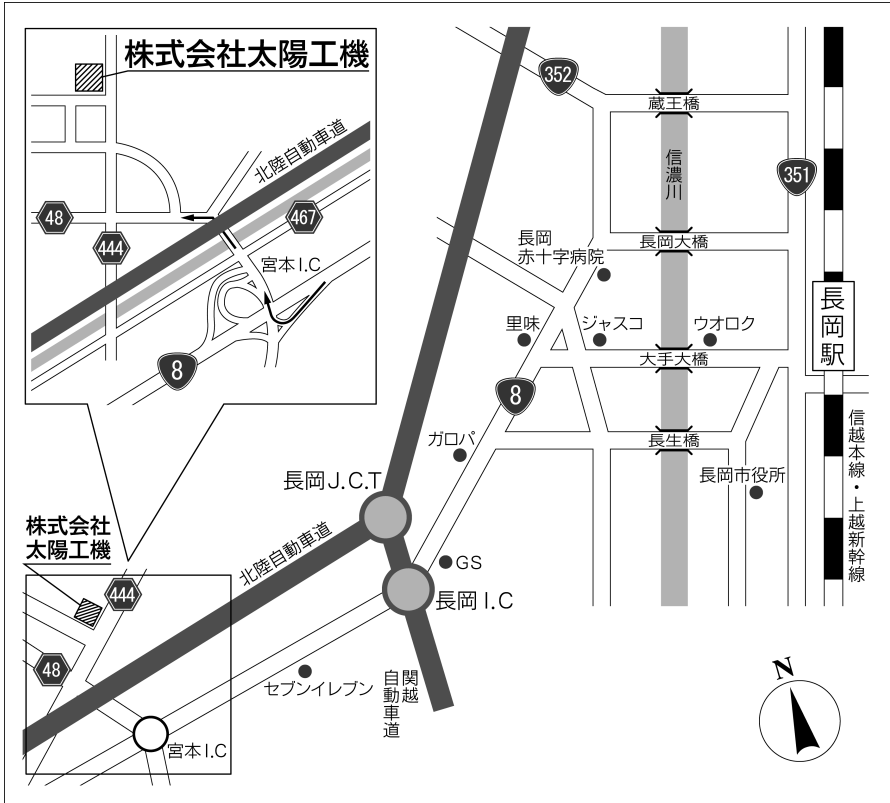 株式会社太陽工機
北陸自動車道
48
444
467
宮本I.C
8
352
蔵王橋
信濃川
351
長岡大橋
長岡
赤十字病院
里味
ジャスコ
ウオロク
大手大橋
長岡駅
8
ガロパ
長生橋
長岡市役所
信越本線・上越新幹線
長岡J.C.T
北陸自動車道
GS
長岡I.C
株式会社
太陽工機
444
48
セブンイレブン
関越
自動車道
宮本I.C
N